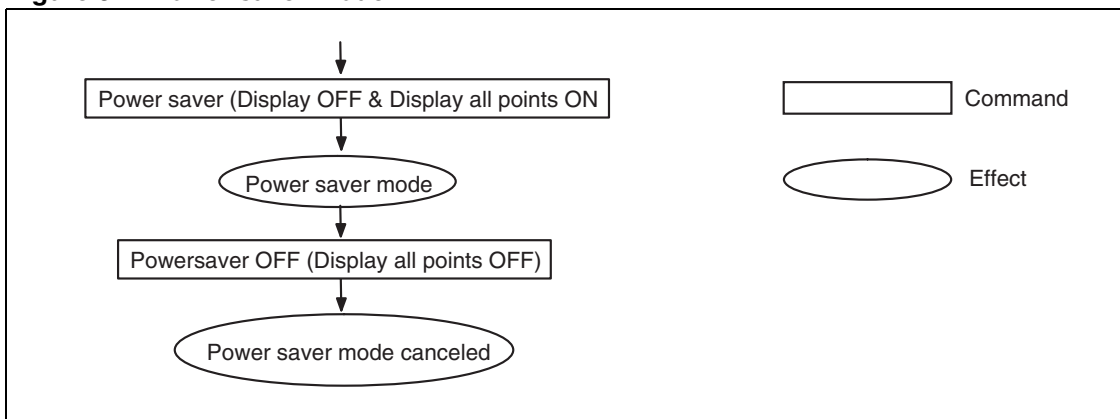 Power saver (Display OFF & Display all points ON
Command
Power saver mode
Effect
Powersaver OFF (Display all points OFF)
Power saver mode canceled